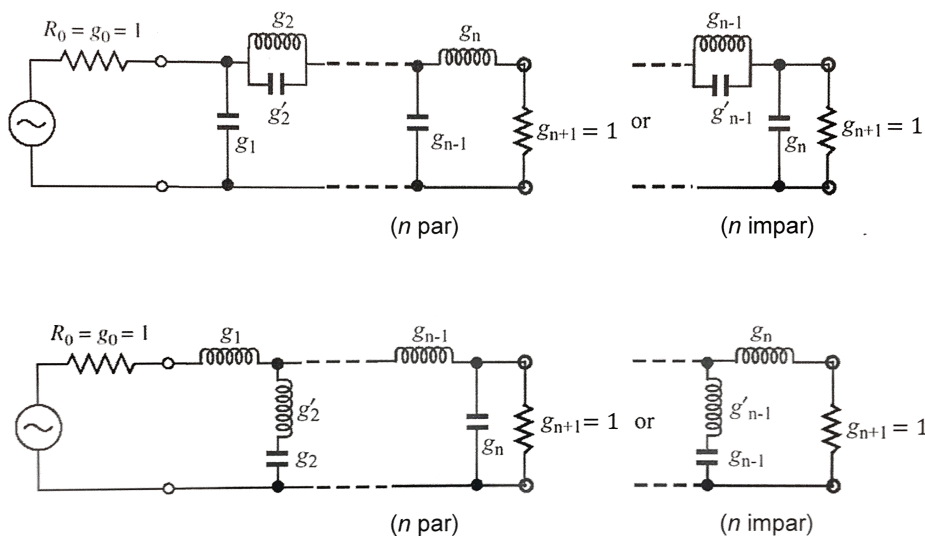 R₀ = g₀ = 1
g₂
g'₂
g₁
gₙ
gₙ₋₁
gₙ₊₁ = 1
or
gₙ₋₁
g'ₙ₋₁
gₙ
gₙ₊₁ = 1
(n par)
(n impar)
R₀ = g₀ = 1
g₁
g'₂
g₂
gₙ₋₁
gₙ
gₙ₊₁ = 1
or
gₙ
g'ₙ₋₁
gₙ₋₁
gₙ₊₁ = 1
(n par)
(n impar)